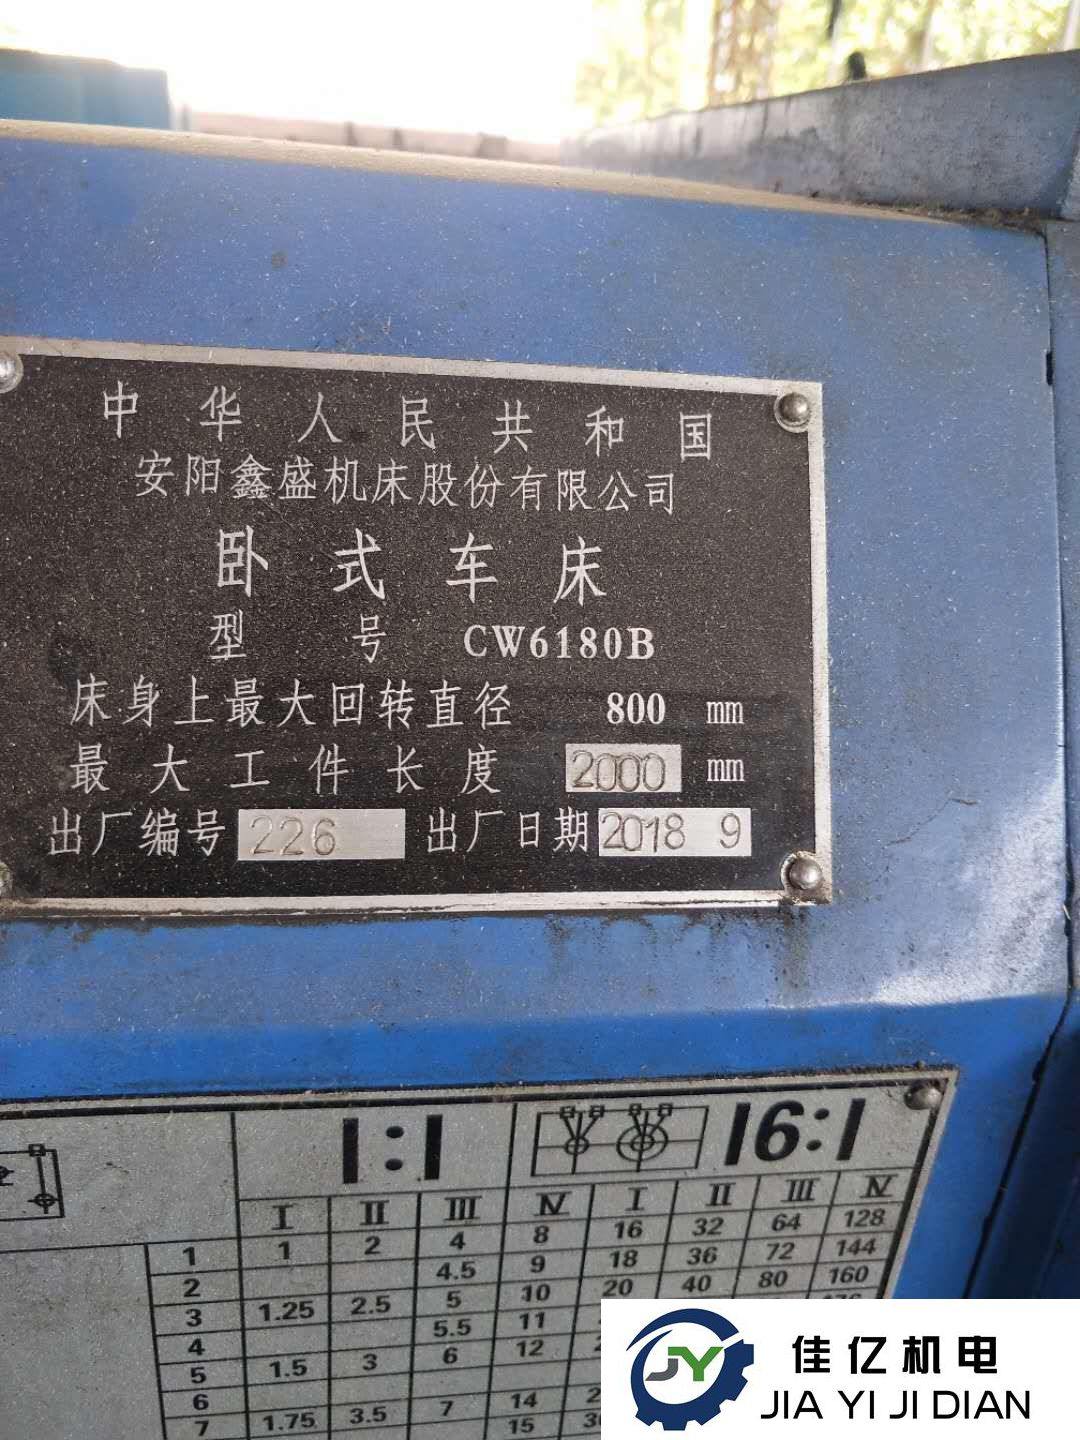 中华人民共和国
安阳鑫盛机床股份有限公司
卧式车床
型号 CW6180B
床身上最大回转直径 800 mm
最大工件长度 2000 mm
出厂编号 226 出厂日期 2018 9
1:1 16:1
I II III IV I II III IV
1 1 2 4 8 16 32 64 128
2 4.5 9 18 36 72 144
3 1.25 2.5 5 10 20 40 80 160
4 5.5 11
5 1.5 3 6 12
6
7 1.75 3.5 7 14
15
JY 佳亿机电
JIA YI JI DIAN